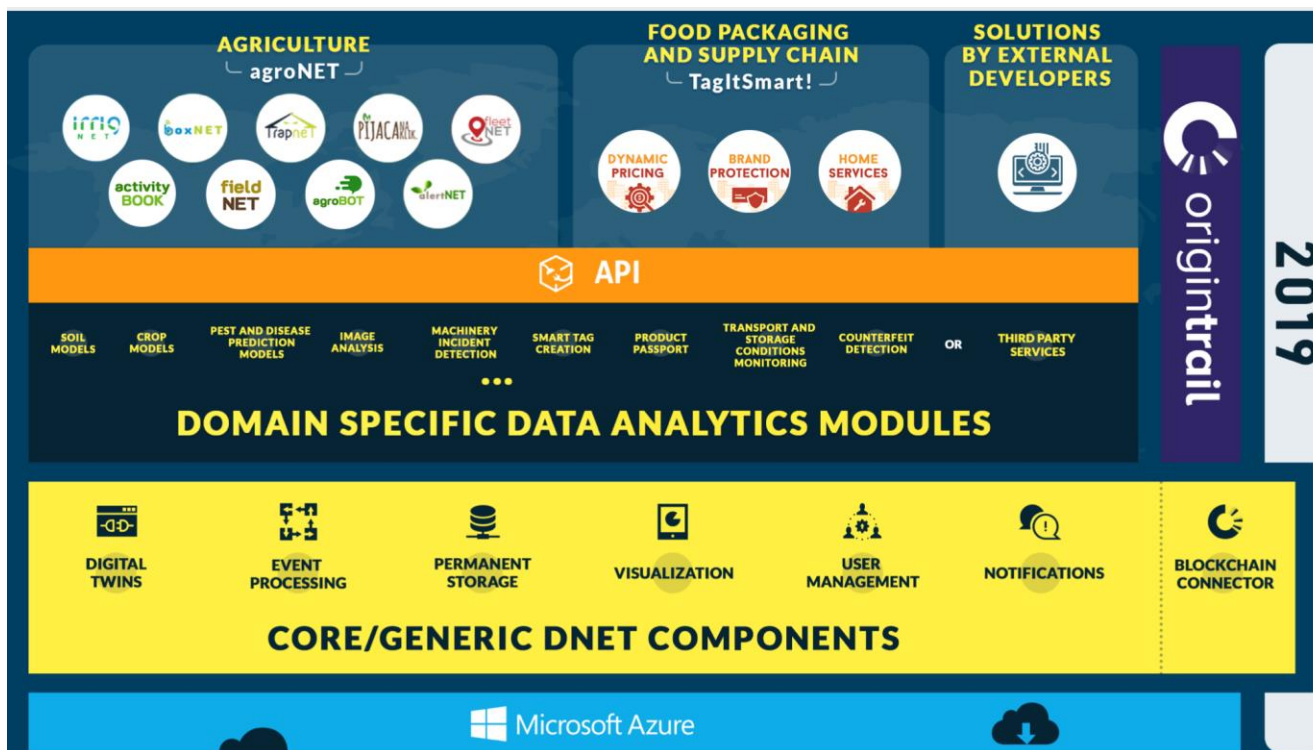 AGRICULTURE
agroNET
irrig
NET
boxNET
TrapneT
PIJACA
fleet
NET
activity
BOOK
field
NET
agroBOT
alertNET
FOOD PACKAGING
AND SUPPLY CHAIN
TagItSmart!
DYNAMIC
PRICING
BRAND
PROTECTION
HOME
SERVICES
SOLUTIONS
BY EXTERNAL
DEVELOPERS
API
SOIL
MODELS
CROP
MODELS
PEST AND DISEASE
PREDICTION
MODELS
IMAGE
ANALYSIS
MACHINERY
INCIDENT
DETECTION
SMART TAG
CREATION
PRODUCT
PASSPORT
TRANSPORT AND
STORAGE
CONDITIONS
MONITORING
COUNTERFEIT
DETECTION
OR
THIRD PARTY
SERVICES
...
DOMAIN SPECIFIC DATA ANALYTICS MODULES
origintrail
2019
DIGITAL
TWINS
EVENT
PROCESSING
PERMANENT
STORAGE
VISUALIZATION
USER
MANAGEMENT
NOTIFICATIONS
BLOCKCHAIN
CONNECTOR
CORE/GENERIC DNET COMPONENTS
Microsoft Azure